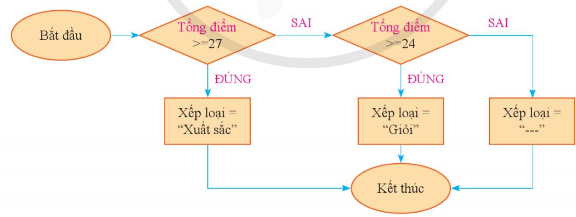 Bắt đầu
Tổng điểm
>=27
SAI
Tổng điểm
>=24
SAI
ĐÚNG
ĐÚNG
Xếp loại =
“Xuất sắc”
Xếp loại =
“Giỏi”
Xếp loại =
“---”
Kết thúc